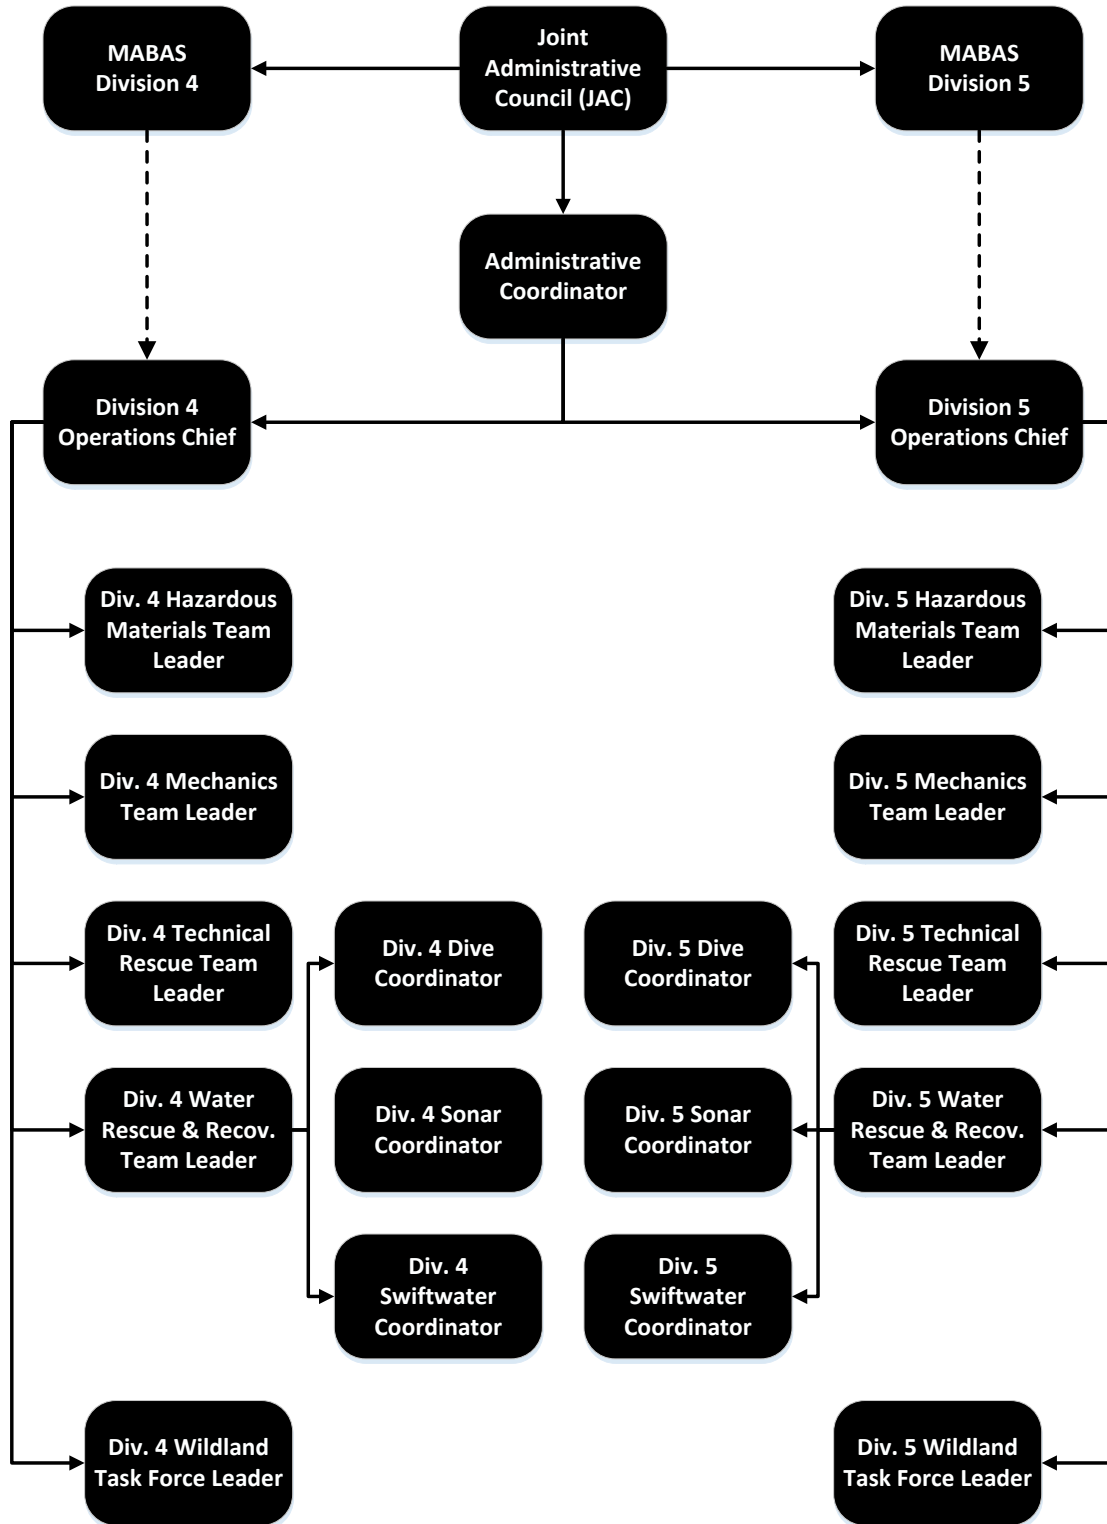 MABAS
Division 4
Joint
Administrative
Council (JAC)
MABAS
Division 5
Administrative
Coordinator
Division 4
Operations Chief
Division 5
Operations Chief
Div. 4 Hazardous
Materials Team
Leader
Div. 5 Hazardous
Materials Team
Leader
Div. 4 Mechanics
Team Leader
Div. 5 Mechanics
Team Leader
Div. 4 Technical
Rescue Team
Leader
Div. 4 Dive
Coordinator
Div. 5 Dive
Coordinator
Div. 5 Technical
Rescue Team
Leader
Div. 4 Water
Rescue & Recov.
Team Leader
Div. 4 Sonar
Coordinator
Div. 5 Sonar
Coordinator
Div. 5 Water
Rescue & Recov.
Team Leader
Div. 4
Swiftwater
Coordinator
Div. 5
Swiftwater
Coordinator
Div. 4 Wildland
Task Force Leader
Div. 5 Wildland
Task Force Leader